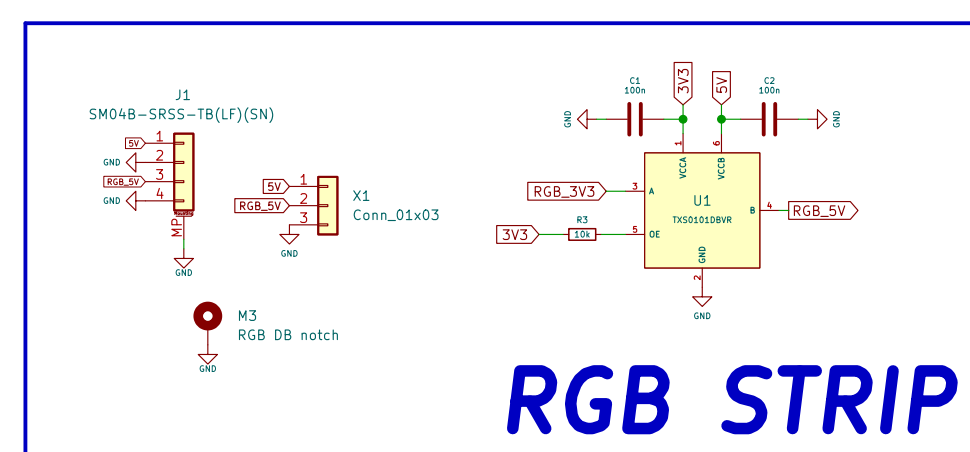 J1
SM04B-SRSS-TB(LF)(SN)
5V 1
GND 2
RGB_5V 3
GND 4
MP
GND
5V 1
RGB_5V 2
3
GND
X1
Conn_01x03
M3
RGB DB notch
GND
C1
100n
GND
3V3
5V
C2
100n
GND
1
6
VCCA
VCCB
RGB_3V3 3 A
U1
TXS0101DBVR
B 4 RGB_5V
3V3
R3
10k
5 OE
GND
2
GND
RGB STRIP